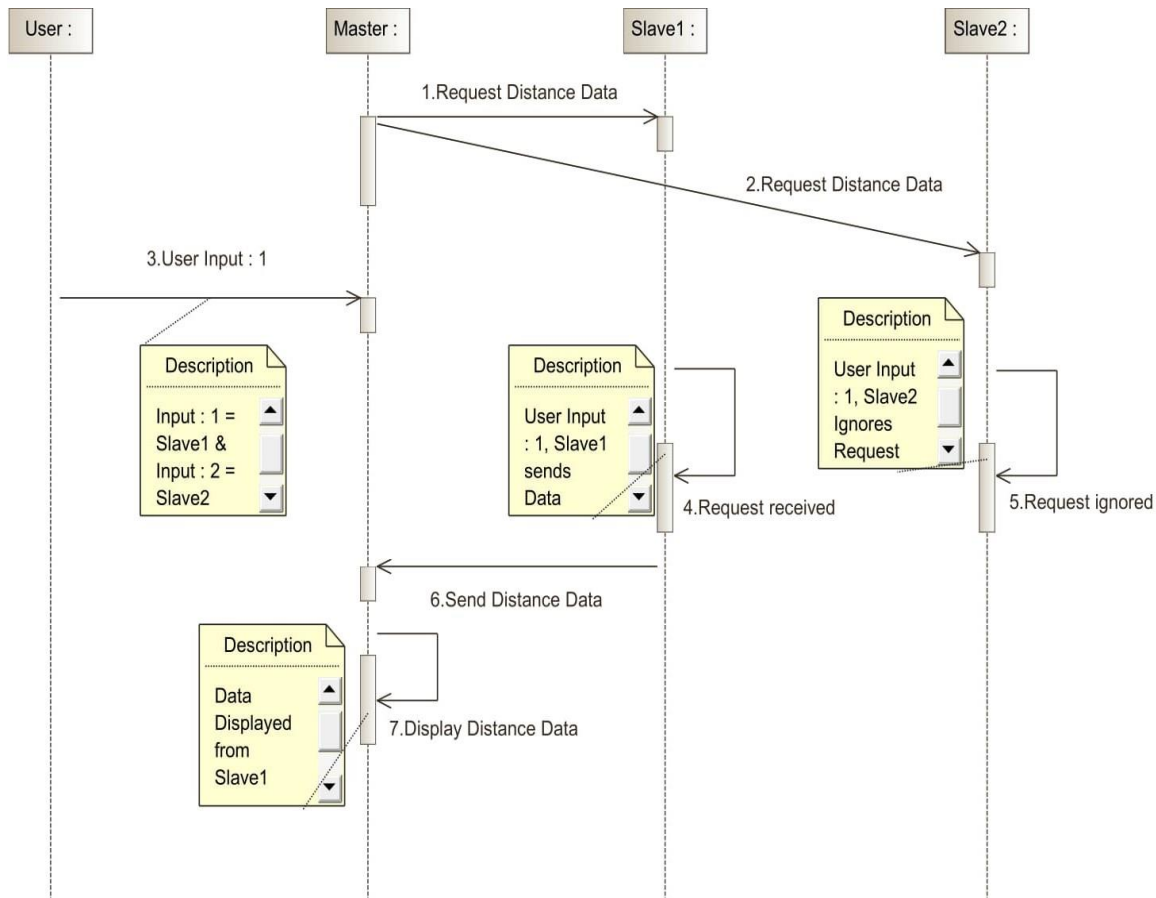 User :
Master :
Slave1 :
Slave2 :
1.Request Distance Data
2.Request Distance Data
3.User Input : 1
Description
Input : 1 =
Slave1 &
Input : 2 =
Slave2
Description
User Input
: 1, Slave1
sends
Data
Description
User Input
: 1, Slave2
Ignores
Request
4.Request received
5.Request ignored
6.Send Distance Data
Description
Data
Displayed
from
Slave1
7.Display Distance Data